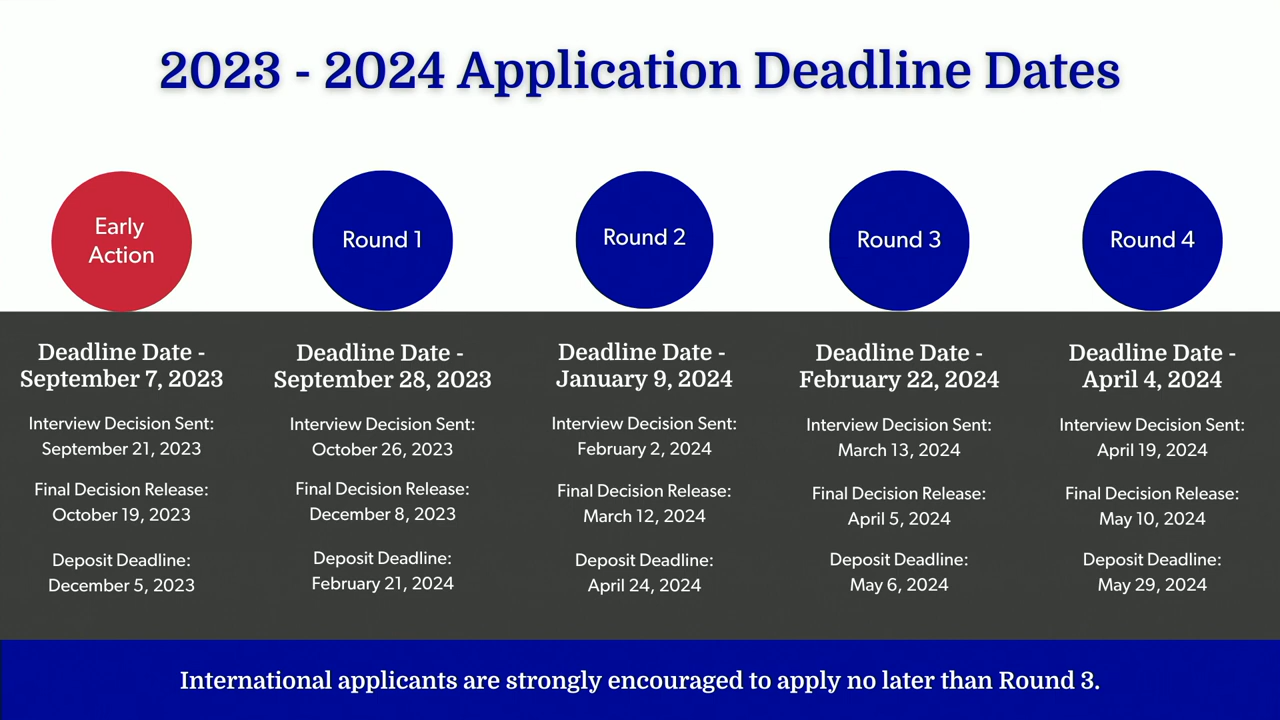 2023 - 2024 Application Deadline Dates
Early
Action
Deadline Date -
September 7, 2023
Interview Decision Sent:
September 21, 2023
Final Decision Release:
October 19, 2023
Deposit Deadline:
December 5, 2023
Round 1
Deadline Date -
September 28, 2023
Interview Decision Sent:
October 26, 2023
Final Decision Release:
December 8, 2023
Deposit Deadline:
February 21, 2024
Round 2
Deadline Date -
January 9, 2024
Interview Decision Sent:
February 2, 2024
Final Decision Release:
March 12, 2024
Deposit Deadline:
April 24, 2024
Round 3
Deadline Date -
February 22, 2024
Interview Decision Sent:
March 13, 2024
Final Decision Release:
April 5, 2024
Deposit Deadline:
May 6, 2024
Round 4
Deadline Date -
April 4, 2024
Interview Decision Sent:
April 19, 2024
Final Decision Release:
May 10, 2024
Deposit Deadline:
May 29, 2024
International applicants are strongly encouraged to apply no later than Round 3.